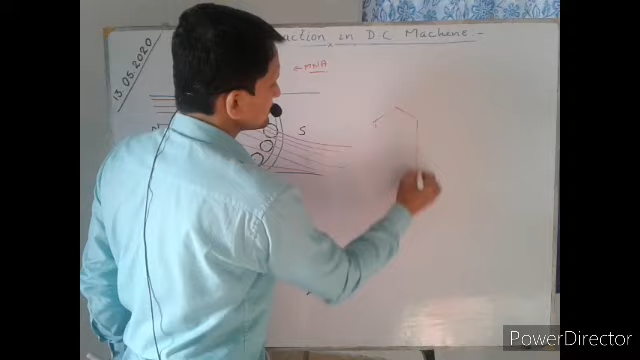 action in D.C Machine:-
13.05.2020
MNA
N
S
PowerDirector